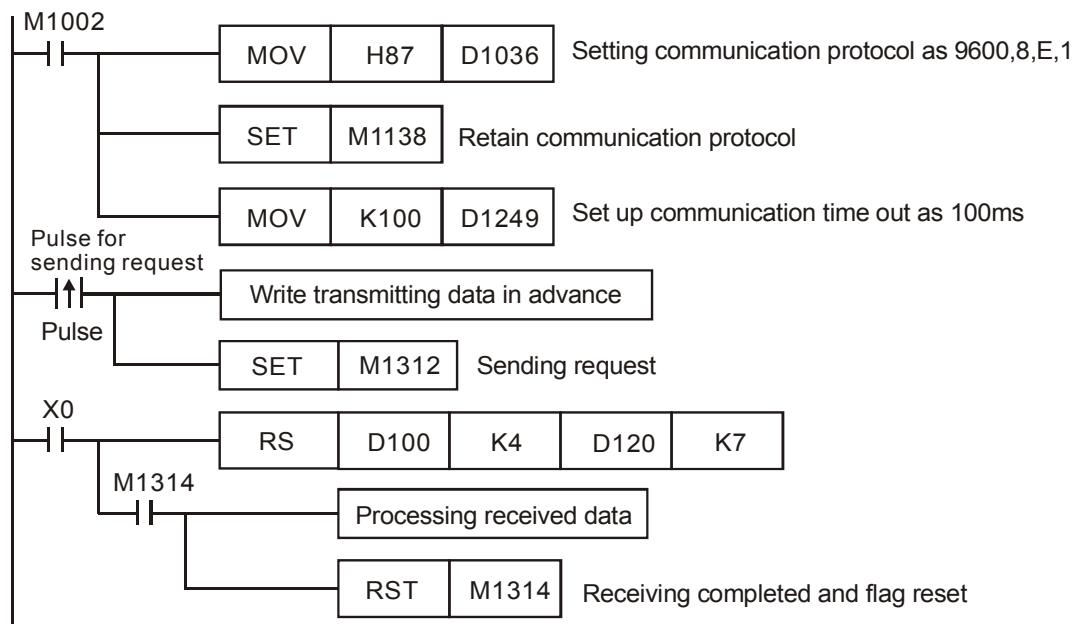 M1002
MOV H87 D1036 Setting communication protocol as 9600,8,E,1
SET M1138 Retain communication protocol
MOV K100 D1249 Set up communication time out as 100ms
Pulse for
sending request
Write transmitting data in advance
Pulse
SET M1312 Sending request
X0
RS D100 K4 D120 K7
M1314
Processing received data
RST M1314 Receiving completed and flag reset